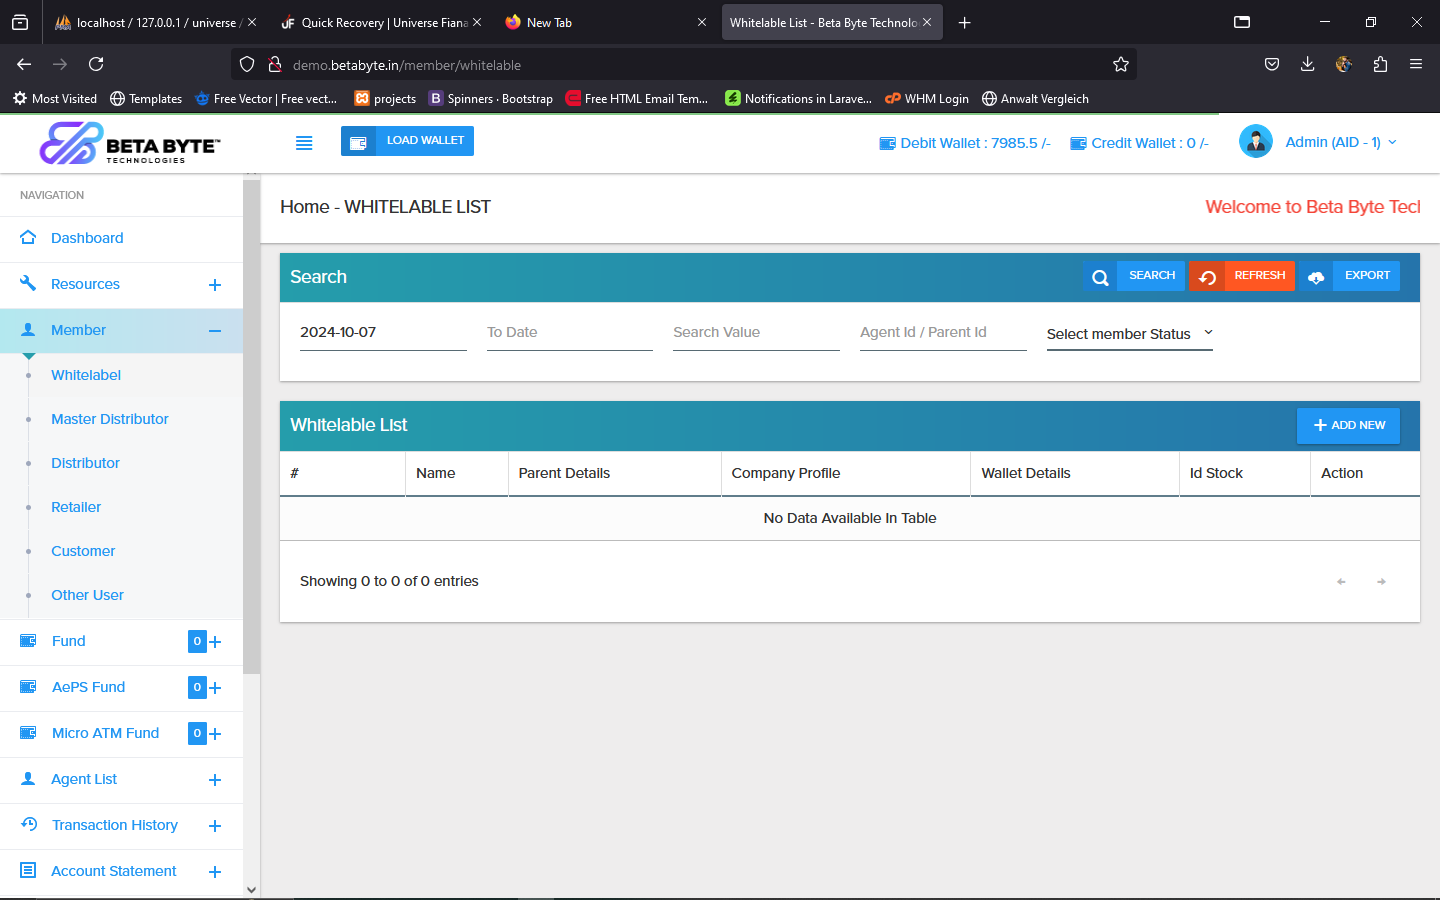 localhost / 127.0.0.1 / universe /
Quick Recovery | Universe Fiana
New Tab
Whitelable List - Beta Byte Technolo
demo.betabyte.in/member/whitelable
Most Visited
Templates
Free Vector | Free vect...
projects
Spinners · Bootstrap
Free HTML Email Tem...
Notifications in Larave...
WHM Login
Anwalt Vergleich
BETA BYTE™
TECHNOLOGIES
LOAD WALLET
Debit Wallet : 7985.5 /-
Credit Wallet : 0 /-
Admin (AID - 1)
NAVIGATION
Dashboard
Resources
Member
Whitelabel
Master Distributor
Distributor
Retailer
Customer
Other User
Fund 0
AePS Fund 0
Micro ATM Fund 0
Agent List
Transaction History
Account Statement
Home - WHITELABLE LIST
Welcome to Beta Byte Tecl
Search
SEARCH
REFRESH
EXPORT
2024-10-07
To Date
Search Value
Agent Id / Parent Id
Select member Status
Whitelable List
+ ADD NEW
# Name Parent Details Company Profile Wallet Details Id Stock Action
No Data Available In Table
Showing 0 to 0 of 0 entries